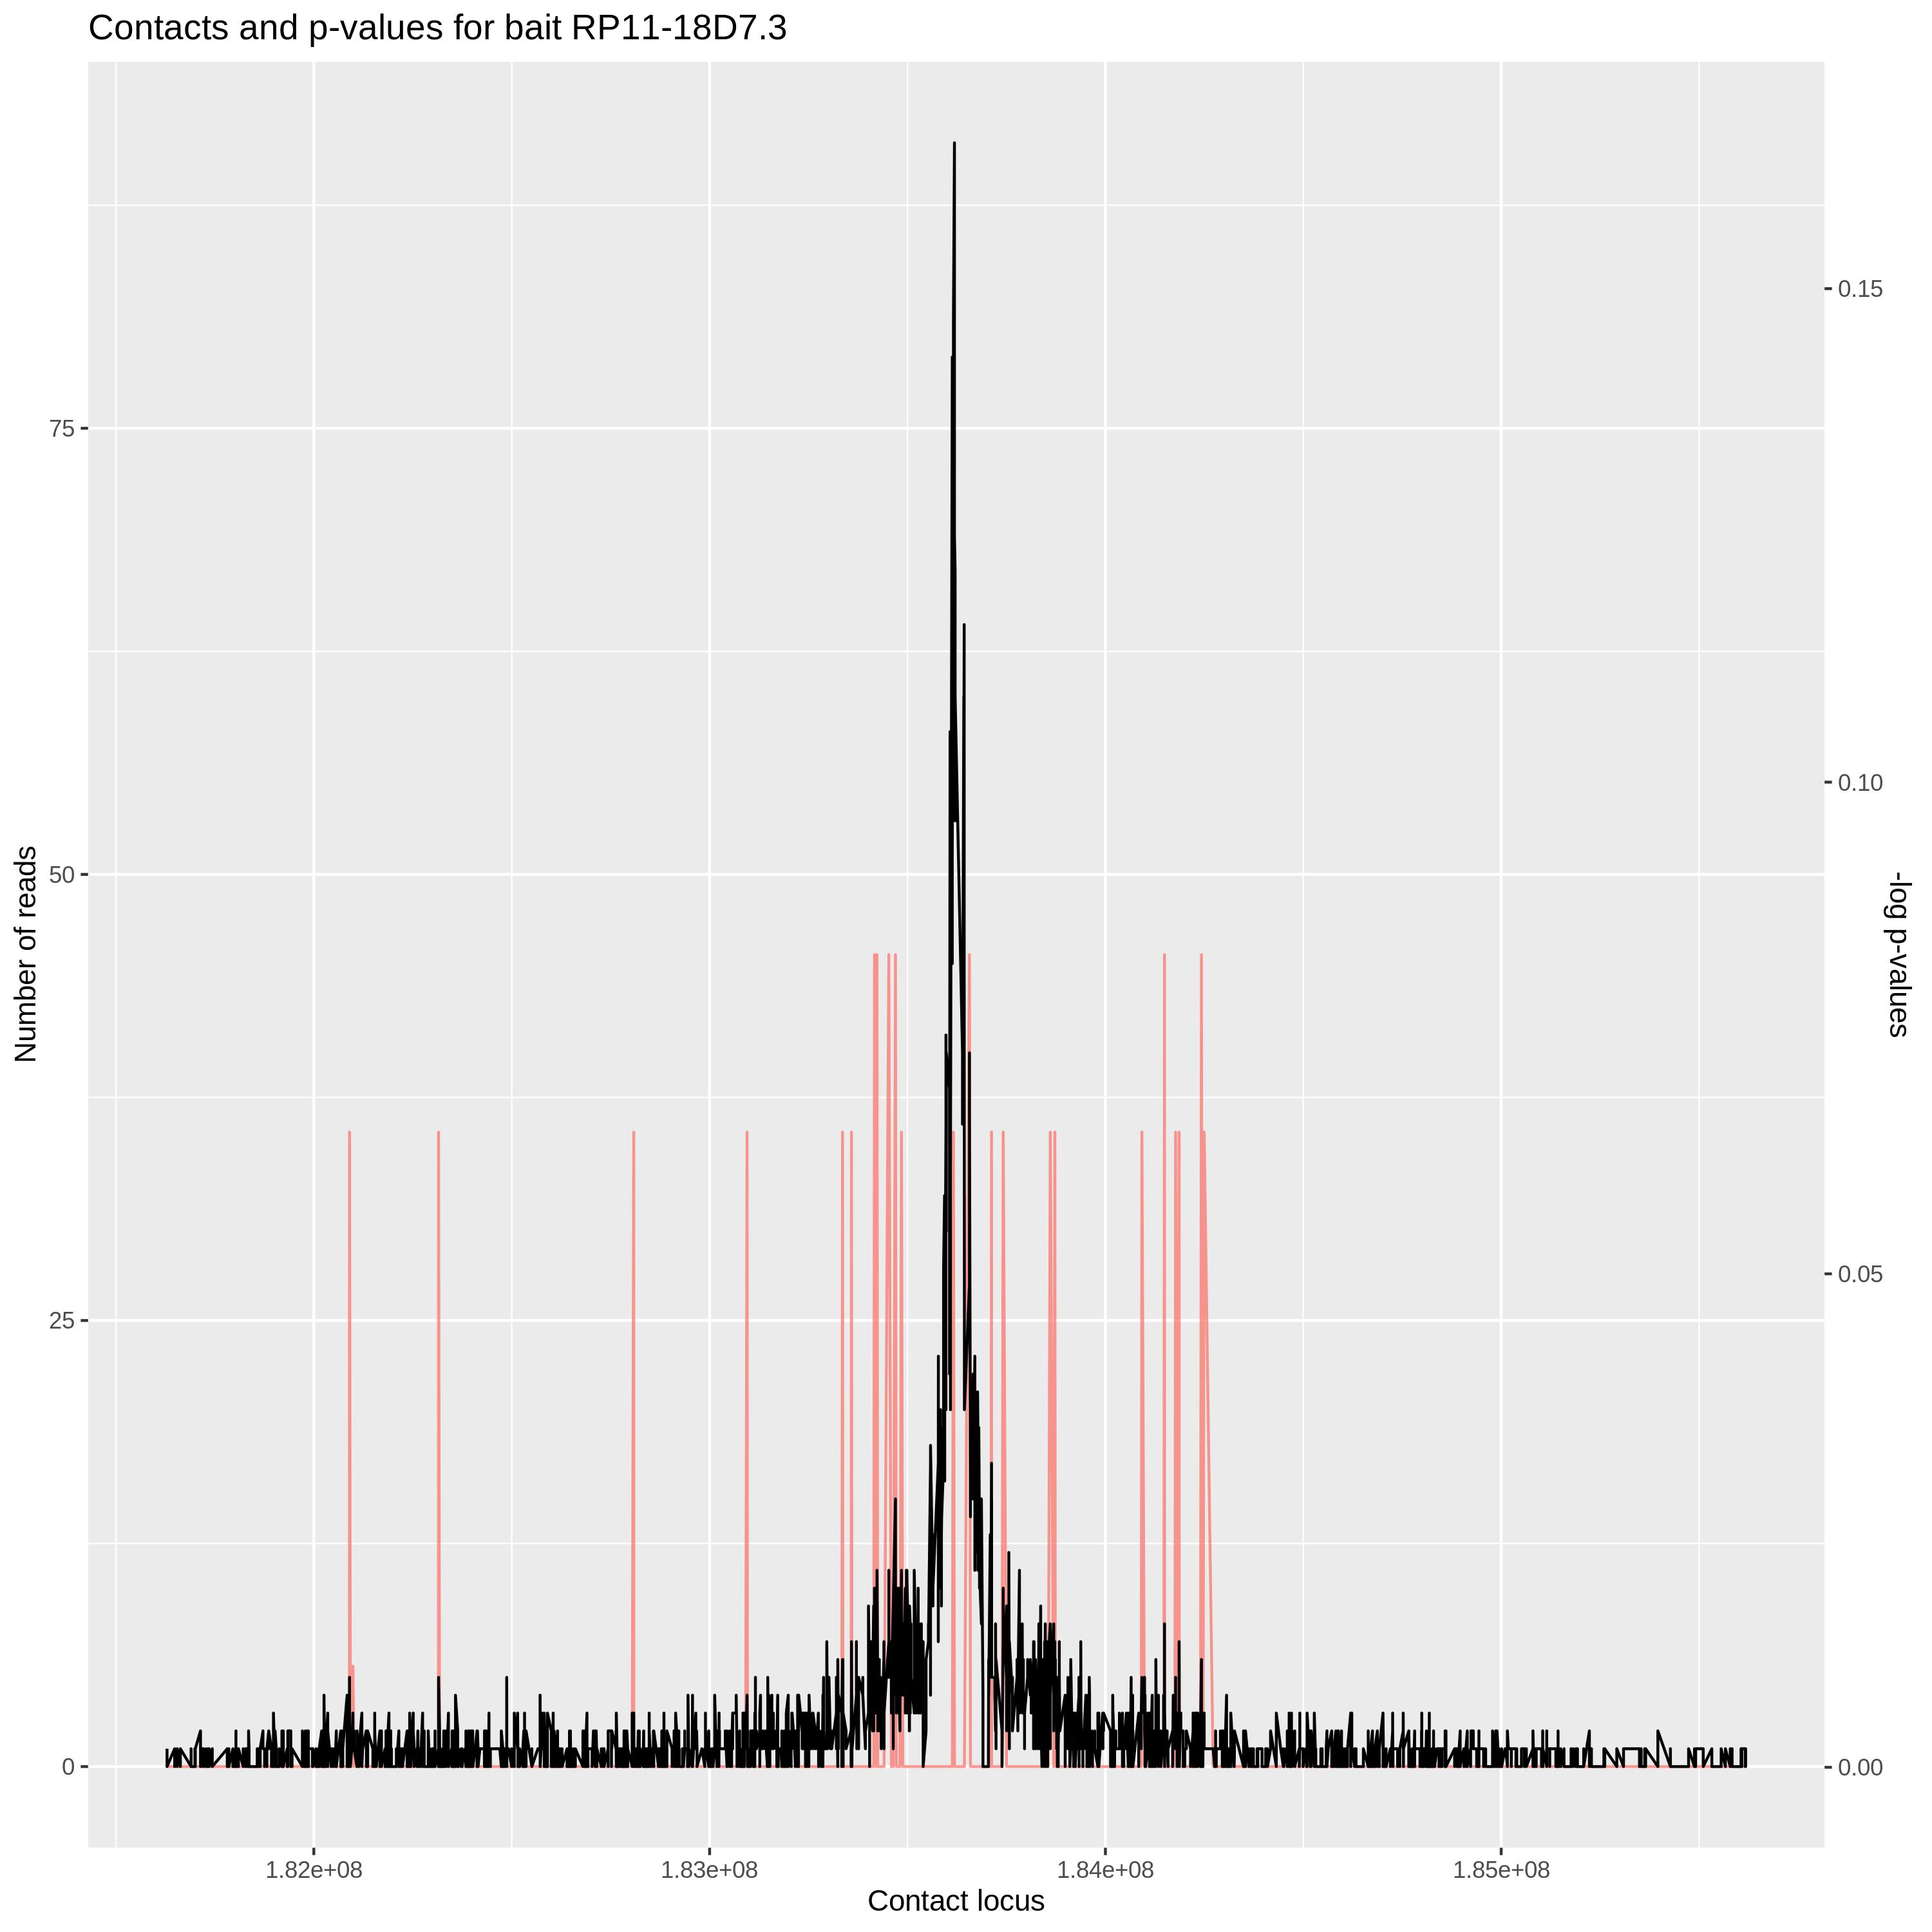 Contacts and p-values for bait RP11-18D7.3
Number of reads
75
50
25
0
0.15
0.10
0.05
0.00
-log p-values
1.82e+08
1.83e+08
1.84e+08
1.85e+08
Contact locus